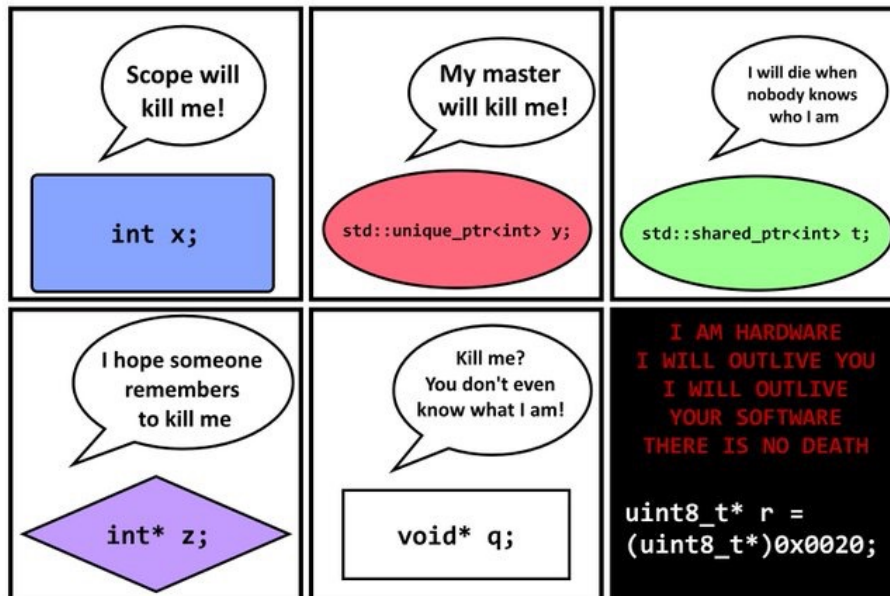 Scope will
kill me!
int x;
My master
will kill me!
std::unique_ptr<int> y;
I will die when
nobody knows
who I am
std::shared_ptr<int> t;
I hope someone
remembers
to kill me
int* z;
Kill me?
You don't even
know what I am!
void* q;
I AM HARDWARE
I WILL OUTLIVE YOU
I WILL OUTLIVE
YOUR SOFTWARE
THERE IS NO DEATH
uint8_t* r =
(uint8_t*)0x0020;